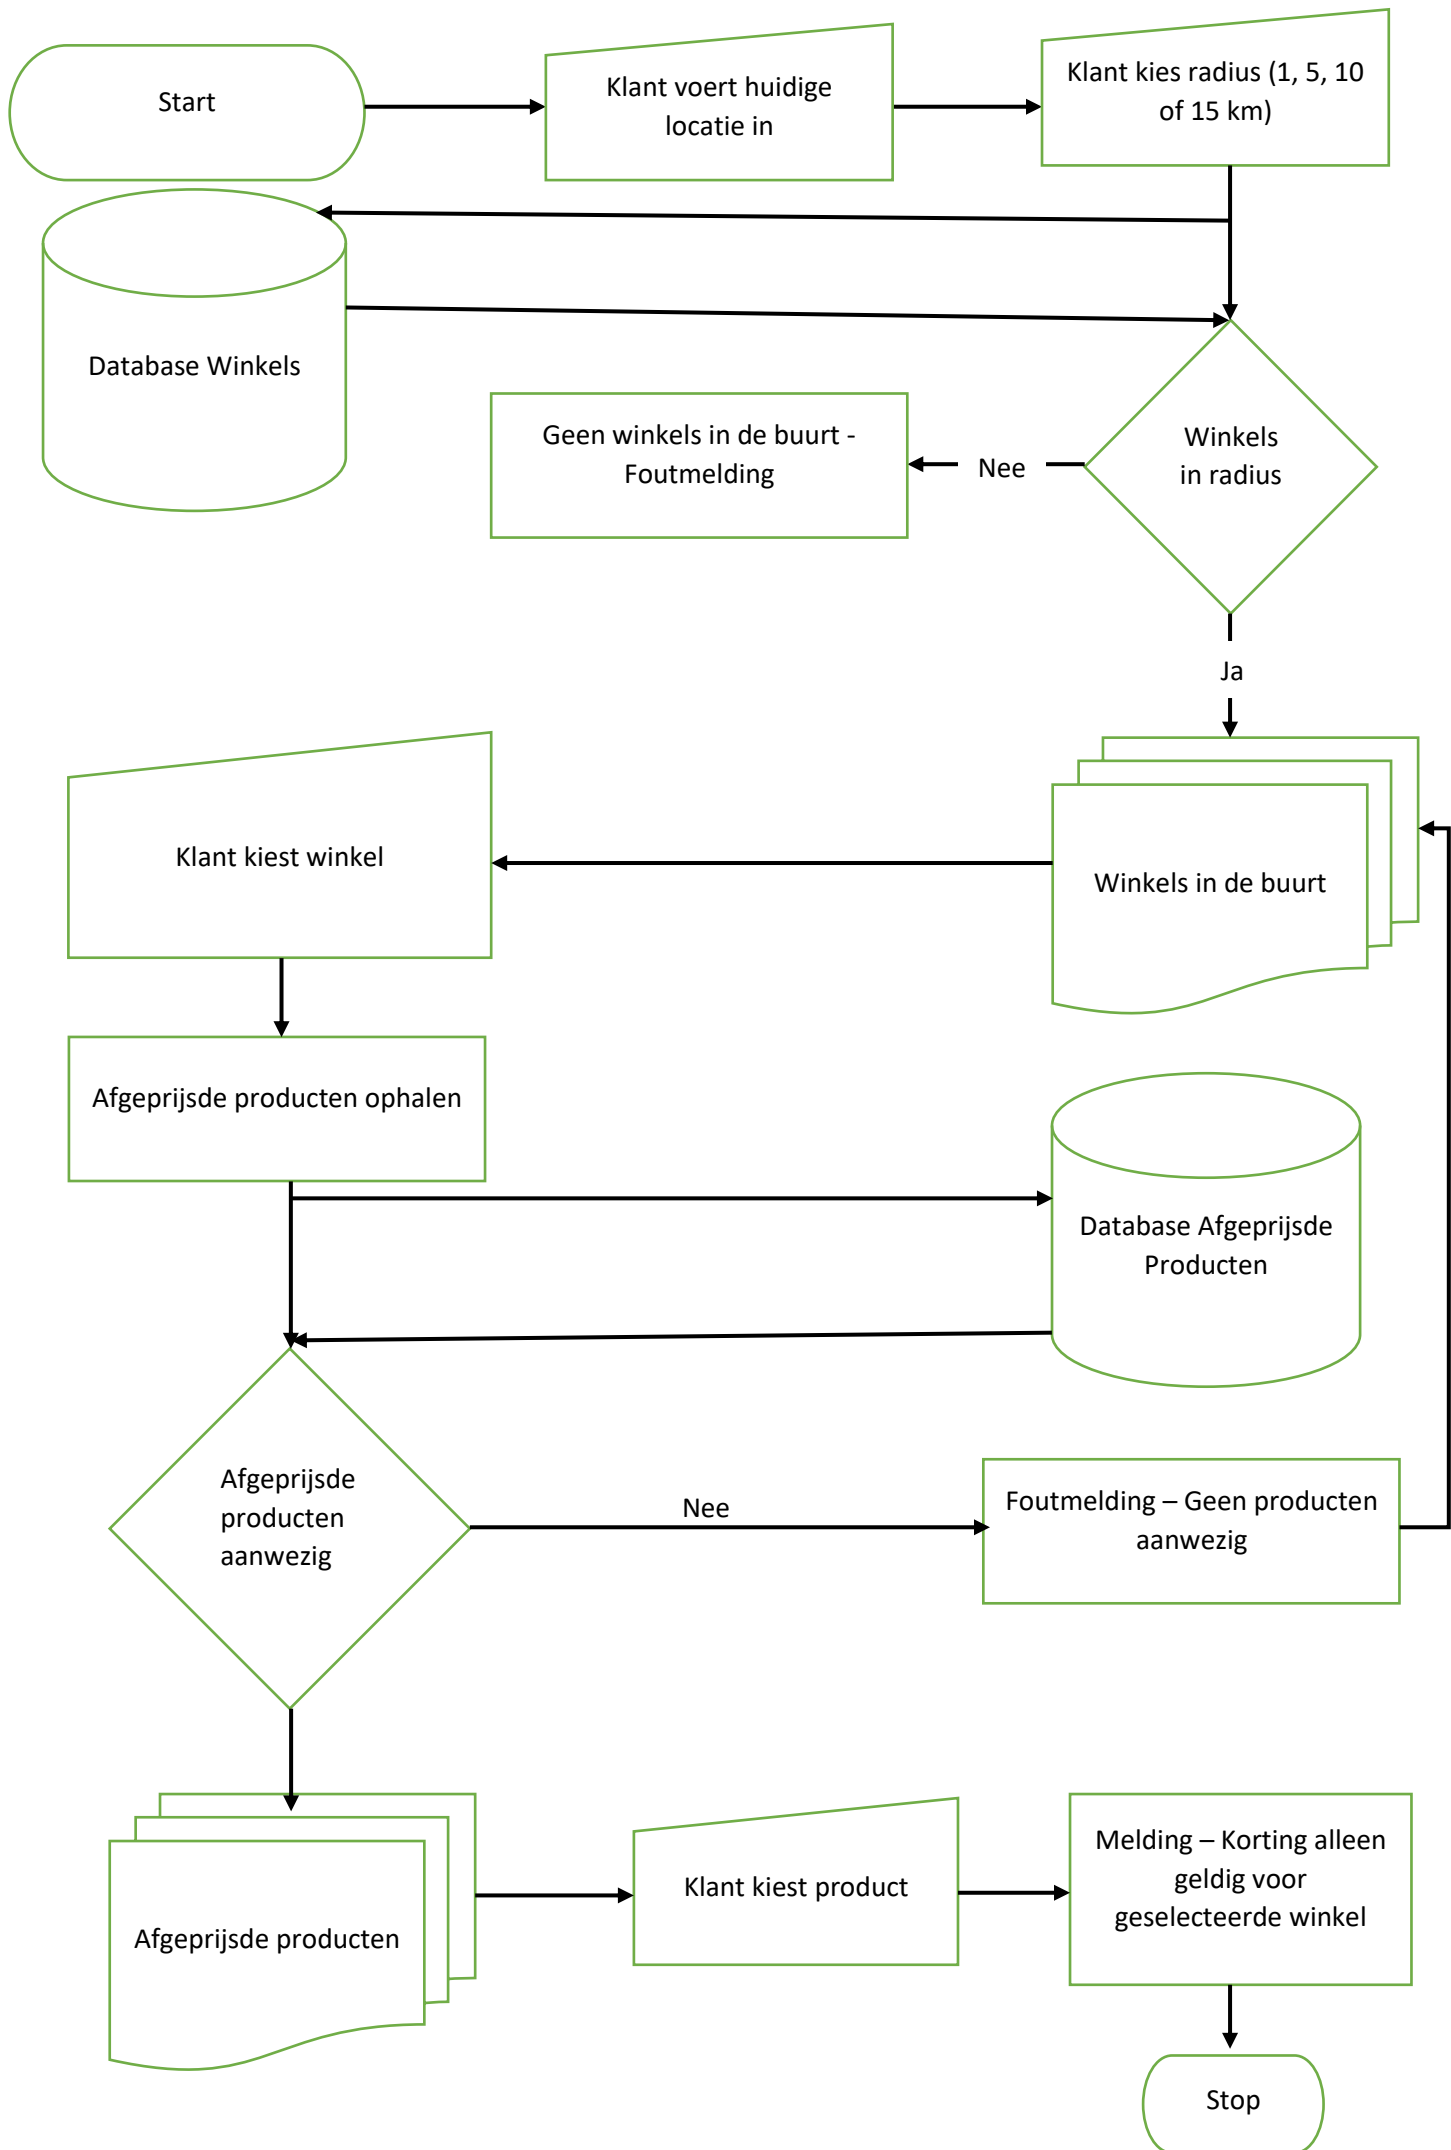 Start
Klant voert huidige
locatie in
Klant kies radius (1, 5, 10
of 15 km)
Database Winkels
Geen winkels in de buurt -
Foutmelding
Nee
Winkels
in radius
Ja
Klant kiest winkel
Winkels in de buurt
Afgeprijsde producten ophalen
Database Afgeprijsde
Producten
Afgeprijsde
producten
aanwezig
Nee
Foutmelding – Geen producten
aanwezig
Afgeprijsde producten
Klant kiest product
Melding – Korting alleen
geldig voor
geselecteerde winkel
Stop